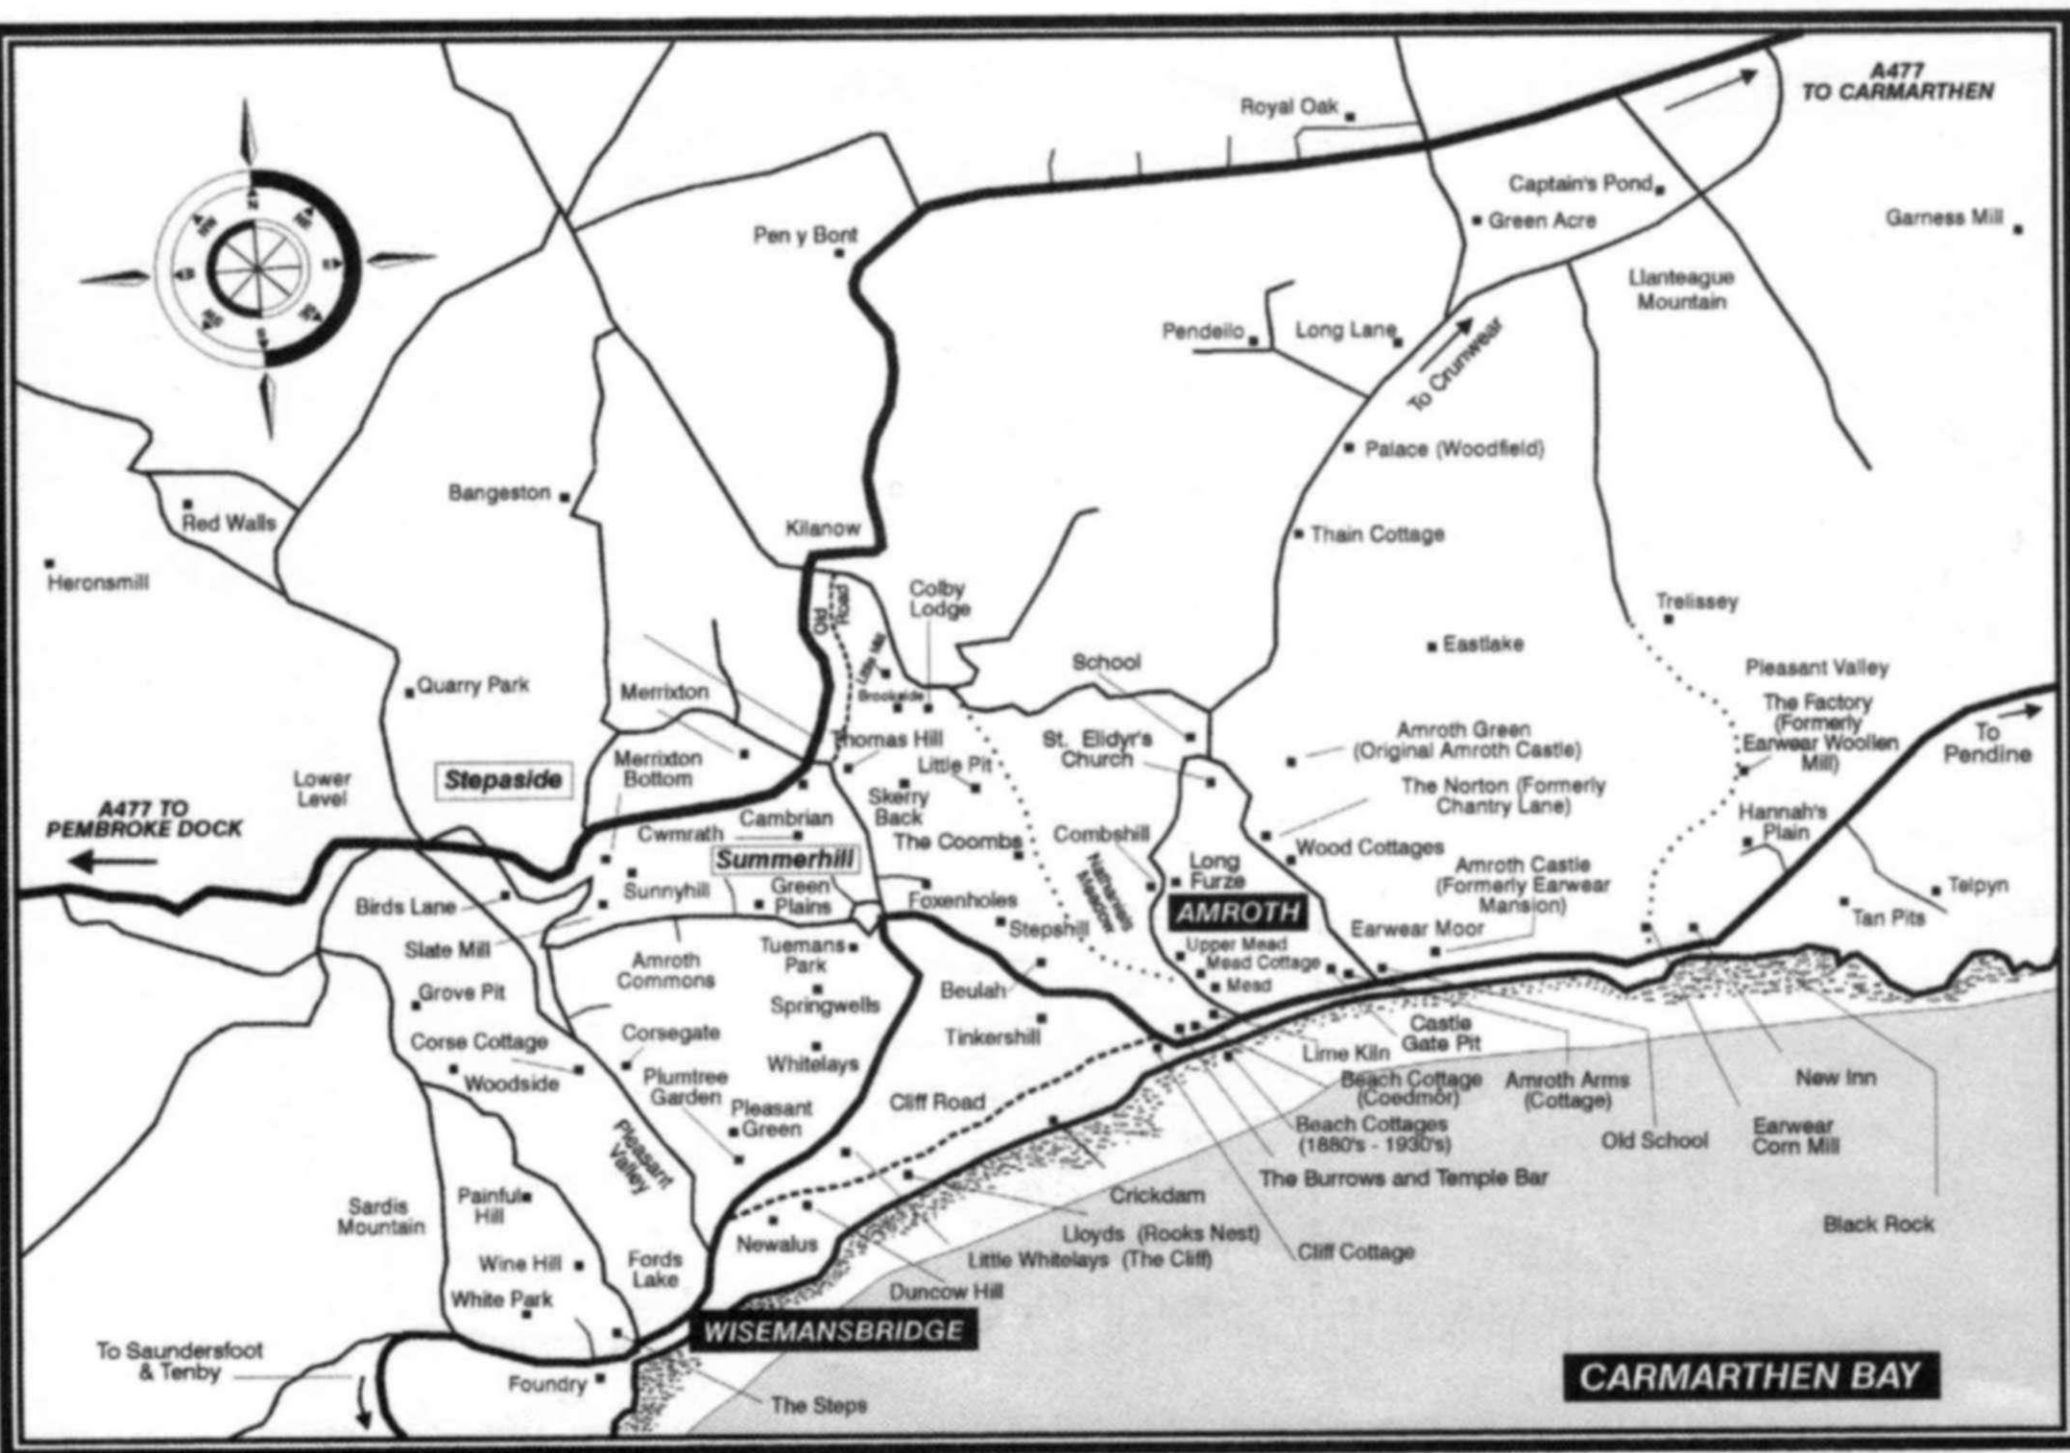 A477
TO CARMARTHEN
Royal Oak
Captain's Pond
Green Acre
Garness Mill
Pen y Bont
Llanteague
Mountain
Pendeilo
Long Lane
To Crunwear
Palace (Woodfield)
Bangeston
Red Walls
Kilanow
Thain Cottage
Heronsmill
Old
Road
Colby
Lodge
Trelissey
Little Mill
Eastlake
School
Pleasant Valley
Quarry Park
Merrixton
Brookside
The Factory
(Formerly
Earwear Woollen
Mill)
Amroth Green
(Original Amroth Castle)
To
Pendine
Thomas Hill
St. Elidyr's
Church
Merrixton
Bottom
Little Pit
Lower
Level
Stepaside
The Norton (Formerly
Chantry Lane)
Skerry
Back
A477 TO
PEMBROKE DOCK
Hannah's
Plain
Cambrian
Cwmrath
Combshill
The Coombs
Wood Cottages
Summerhill
Nathaniels
Meadow
Long
Furze
Amroth Castle
(Formerly Earwear
Mansion)
Sunnyhill
Green
Plains
Telpyn
Birds Lane
Foxenholes
AMROTH
Tan Pits
Stepshill
Earwear Moor
Slate Mill
Tuemans
Park
Upper Mead
Mead Cottage
Amroth
Commons
Mead
Grove Pit
Beulah
Springwells
Corsegate
Tinkershill
Castle
Gate Pit
Corse Cottage
Lime Kiln
Whitelays
Woodside
Plumtree
Garden
Beach Cottage
(Coedmor)
Amroth Arms
(Cottage)
New Inn
Cliff Road
Pleasant
Green
Beach Cottages
(1880's - 1930's)
Old School
Earwear
Corn Mill
Pleasant
Valley
The Burrows and Temple Bar
Painful
Hill
Crickdam
Sardis
Mountain
Black Rock
Lloyds (Rooks Nest)
Newalus
Cliff Cottage
Little Whitelays (The Cliff)
Wine Hill
Fords
Lake
Duncow Hill
White Park
WISEMANSBRIDGE
To Saundersfoot
& Tenby
Foundry
CARMARTHEN BAY
The Steps